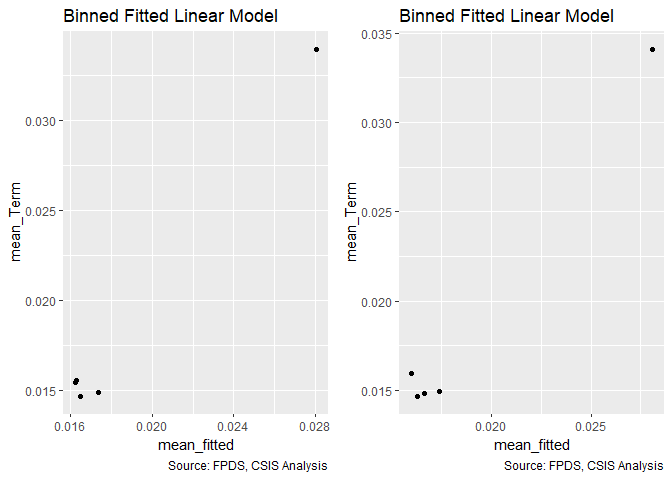 Binned Fitted Linear Model
mean_Term
0.030
0.025
0.020
0.015
0.016
0.020
0.024
0.028
mean_fitted
Source: FPDS, CSIS Analysis
Binned Fitted Linear Model
mean_Term
0.035
0.030
0.025
0.020
0.015
0.020
0.025
mean_fitted
Source: FPDS, CSIS Analysis